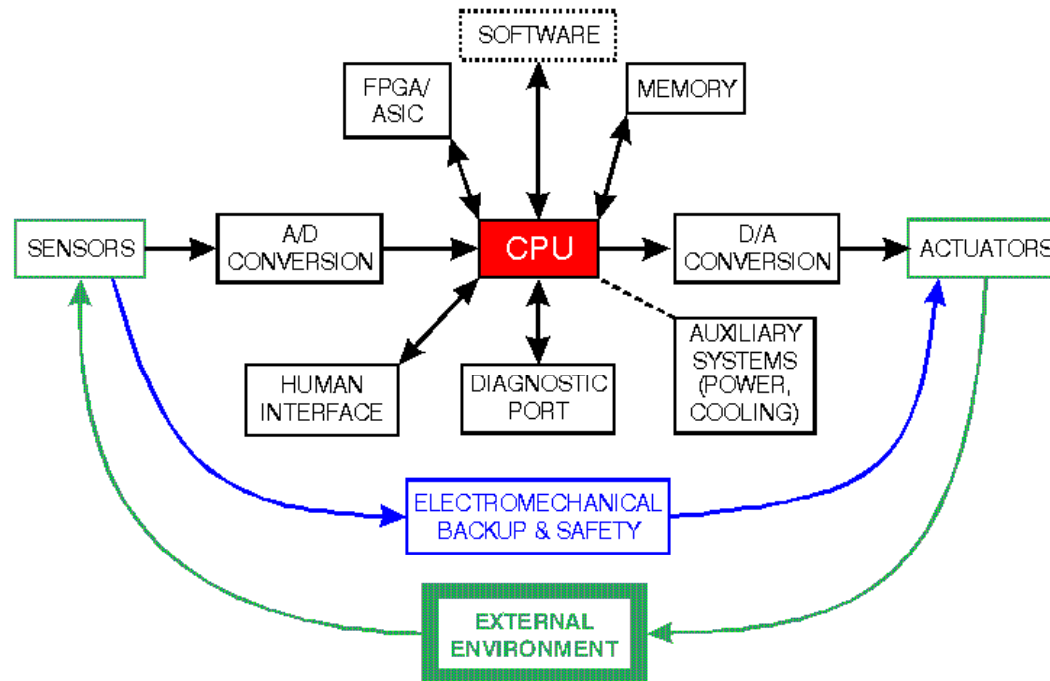 SOFTWARE
FPGA/
ASIC
MEMORY
SENSORS
A/D
CONVERSION
CPU
D/A
CONVERSION
ACTUATORS
HUMAN
INTERFACE
DIAGNOSTIC
PORT
AUXILIARY
SYSTEMS
(POWER,
COOLING)
ELECTROMECHANICAL
BACKUP & SAFETY
EXTERNAL
ENVIRONMENT